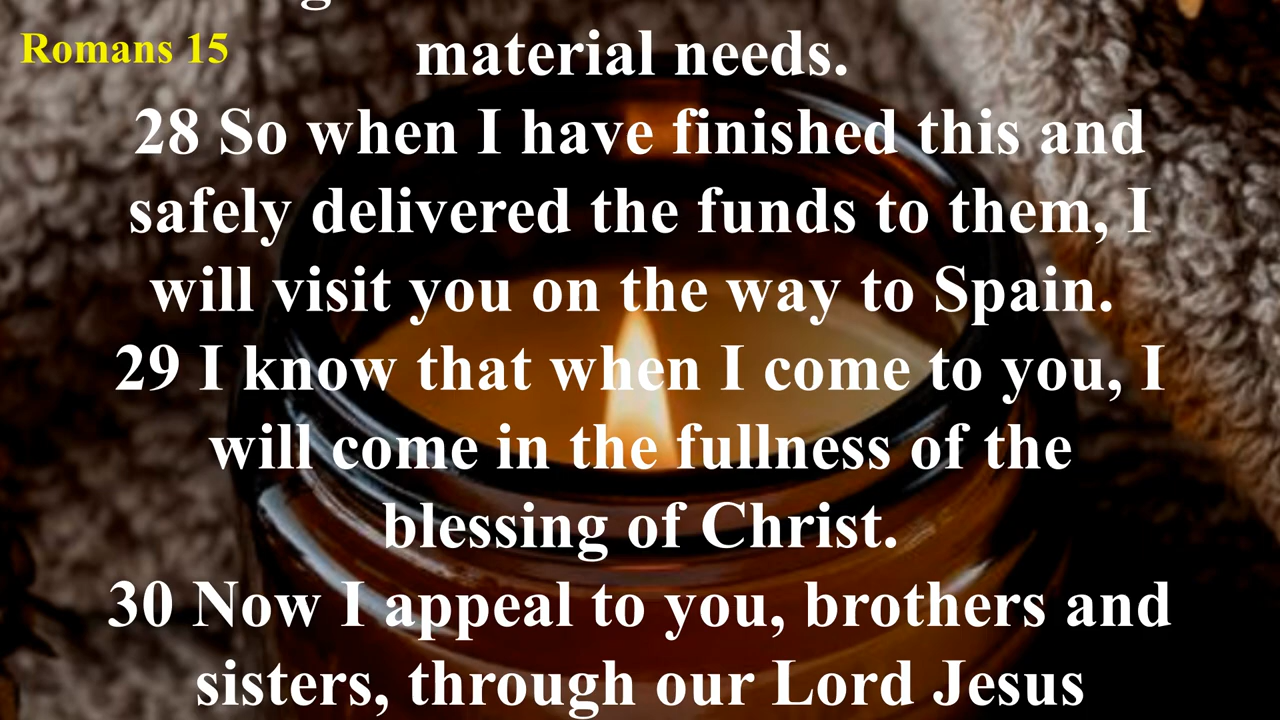 Romans 15
material needs.
28 So when I have finished this and
safely delivered the funds to them, I
will visit you on the way to Spain.
29 I know that when I come to you, I
will come in the fullness of the
blessing of Christ.
30 Now I appeal to you, brothers and
sisters, through our Lord Jesus